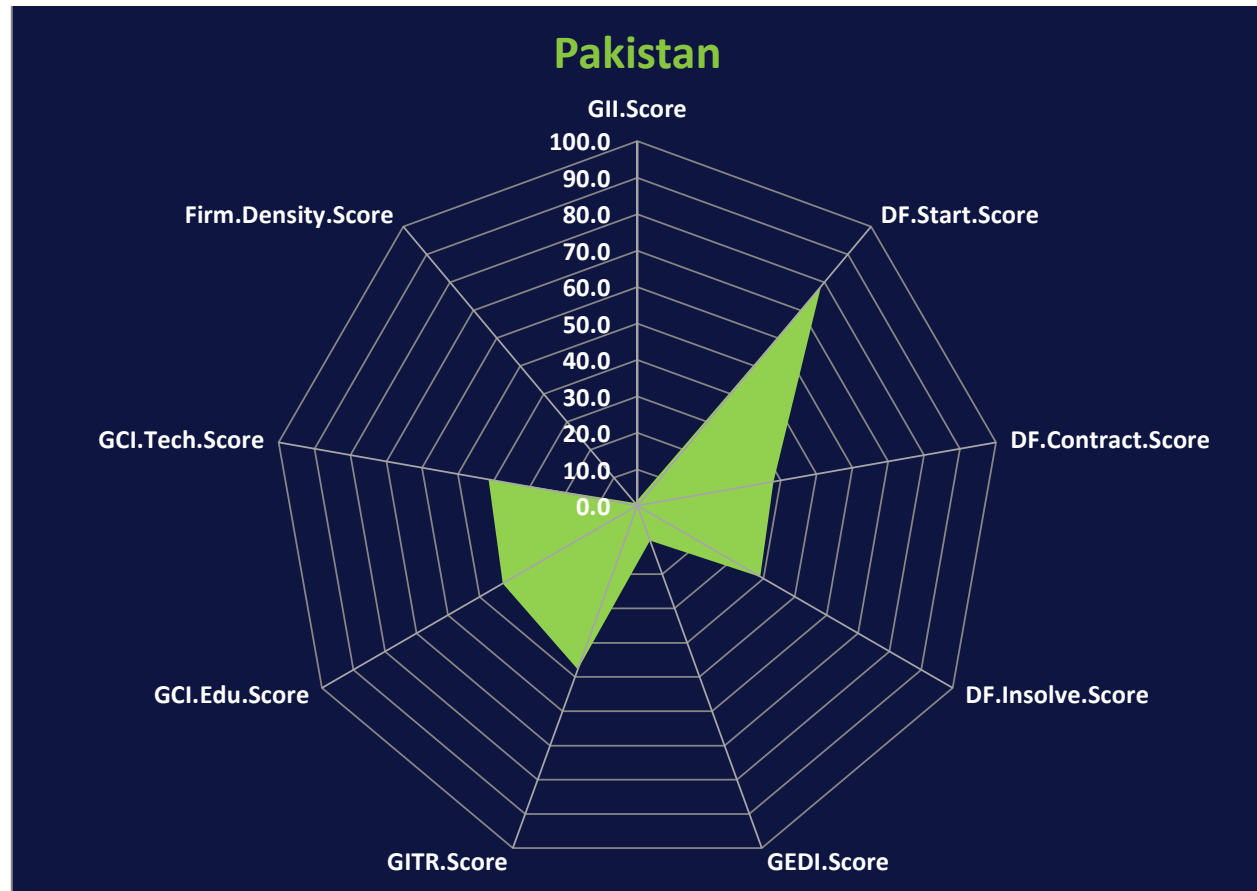 Pakistan
GII.Score
100.0
90.0
Firm.Density.Score
80.0
DF.Start.Score
70.0
60.0
50.0
40.0
GCI.Tech.Score
30.0
DF.Contract.Score
20.0
10.0
0.0
GCI.Edu.Score
DF.Insolve.Score
GITR.Score
GEDI.Score